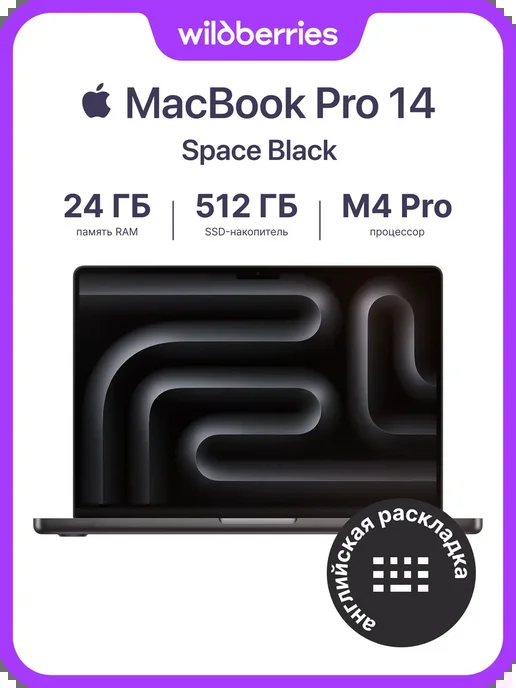 wildberries
MacBook Pro 14
Space Black
24 ГБ
память RAM
512 ГБ
SSD-накопитель
M4 Pro
процессор
английская раскладка